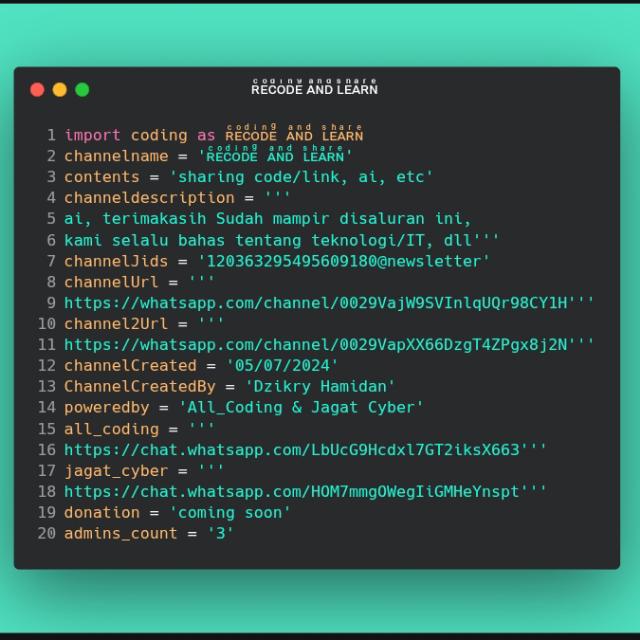 coding and share
RECODE AND LEARN
1 import coding as RECODE AND LEARN coding and share
2 channelname = 'RECODE AND LEARN coding and share'
3 contents = 'sharing code/link, ai, etc'
4 channeldescription = '''
5 ai, terimakasih Sudah mampir disaluran ini,
6 kami selalu bahas tentang teknologi/IT, dll'''
7 channelJids = '120363295495609180@newsletter'
8 channelUrl = '''
9 https://whatsapp.com/channel/0029VajW9SVInlqUQr98CY1H'''
10 channel2Url = '''
11 https://whatsapp.com/channel/0029VapXX66DzgT4ZPgx8j2N'''
12 channelCreated = '05/07/2024'
13 ChannelCreatedBy = 'Dzikry Hamidan'
14 poweredby = 'All_Coding & Jagat Cyber'
15 all_coding = '''
16 https://chat.whatsapp.com/LbUcG9Hcdxl7GT2iksX663'''
17 jagat_cyber = '''
18 https://chat.whatsapp.com/HOM7mmgOWegIiGMHeYnspt'''
19 donation = 'coming soon'
20 admins_count = '3'